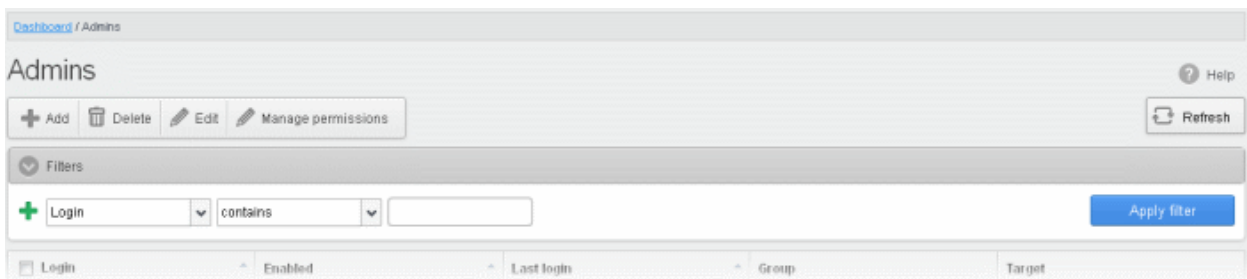 Dashboard / Admins
Admins
Help
Add Delete Edit Manage permissions
Refresh
Filters
Login contains
Apply filter
Login Enabled Last login Group Target